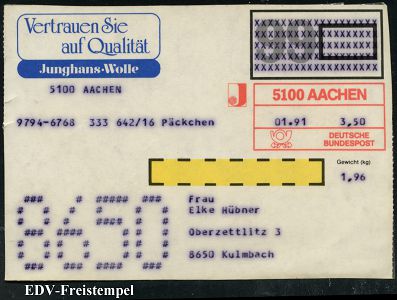 Vertrauen Sie
auf Qualität
Junghans-Wolle
5100 AACHEN
5100 AACHEN
9794-6768 333 642/16 Päckchen
01.91 3,50
DEUTSCHE
BUNDESPOST
Gewicht (kg)
1,96
Frau
Elke Hübner
Oberzettlitz 3
8650 Kulmbach
8650
EDV-Freistempel